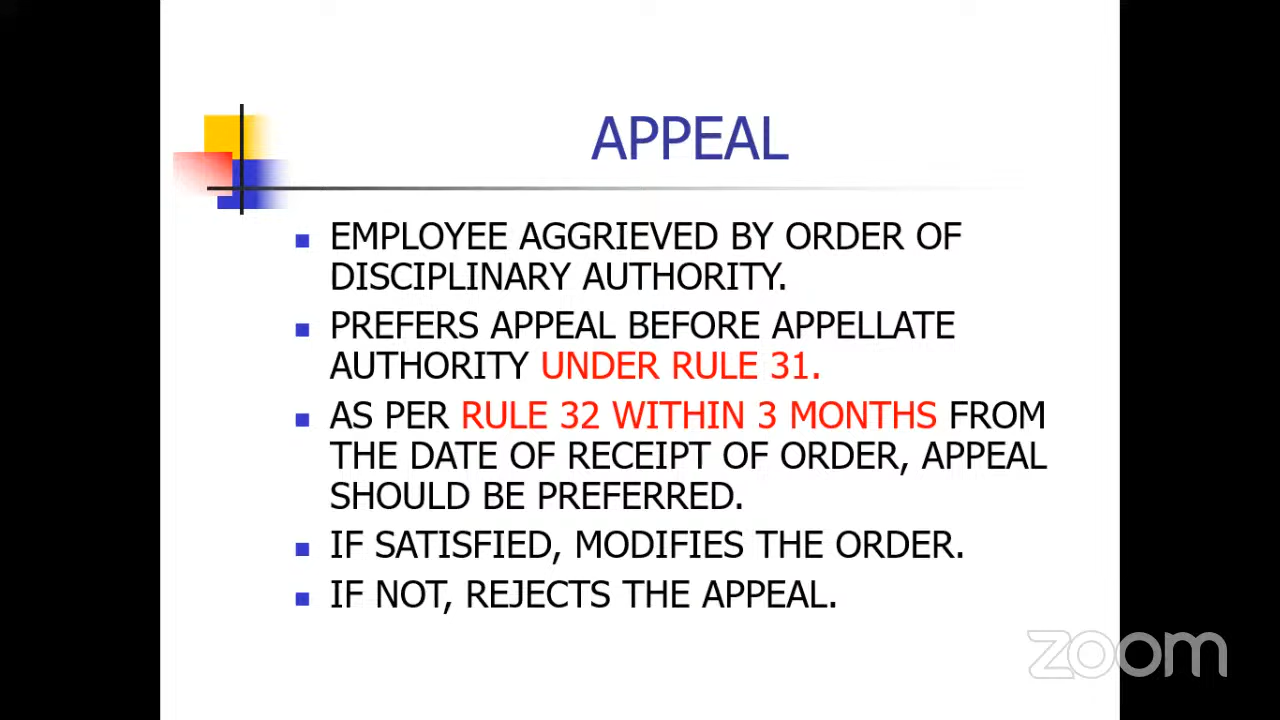 APPEAL
EMPLOYEE AGGRIEVED BY ORDER OF
DISCIPLINARY AUTHORITY.
PREFERS APPEAL BEFORE APPELLATE
AUTHORITY UNDER RULE 31.
AS PER RULE 32 WITHIN 3 MONTHS FROM
THE DATE OF RECEIPT OF ORDER, APPEAL
SHOULD BE PREFERRED.
IF SATISFIED, MODIFIES THE ORDER.
IF NOT, REJECTS THE APPEAL.
zoom